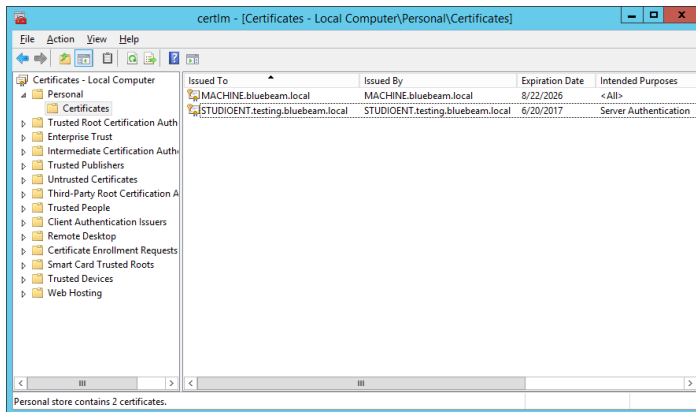 certlm - [Certificates - Local Computer\Personal\Certificates]
File Action View Help
Certificates - Local Computer
Personal
Certificates
Trusted Root Certification Auth
Enterprise Trust
Intermediate Certification Auth
Trusted Publishers
Untrusted Certificates
Third-Party Root Certification A
Trusted People
Client Authentication Issuers
Remote Desktop
Certificate Enrollment Requests
Smart Card Trusted Roots
Trusted Devices
Web Hosting
Issued To Issued By Expiration Date Intended Purposes
MACHINE.bluebeam.local MACHINE.bluebeam.local 8/22/2026 <All>
STUDIOENT.testing.bluebeam.local STUDIOENT.testing.bluebeam.local 6/20/2017 Server Authentication
Personal store contains 2 certificates.